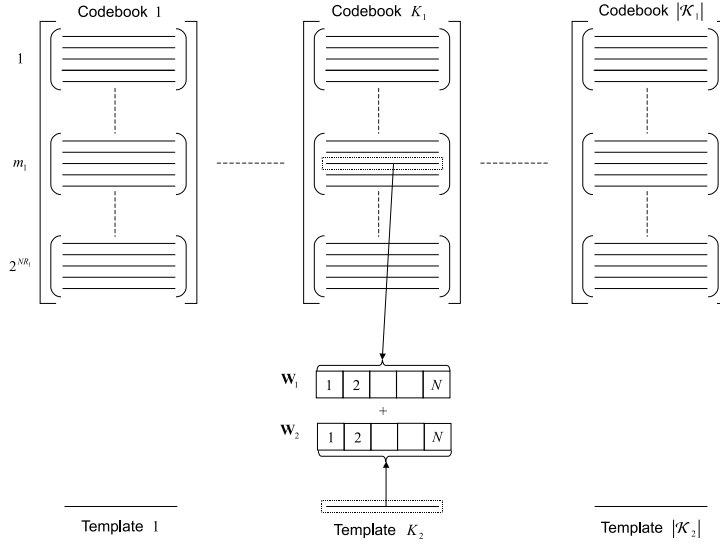 Codebook 1 Codebook K₁ Codebook |𝒦₁|
1
m₁
2^{NR₁}
W₁ 1 2 N
+
W₂ 1 2 N
Template 1 Template K₂ Template |𝒦₂|